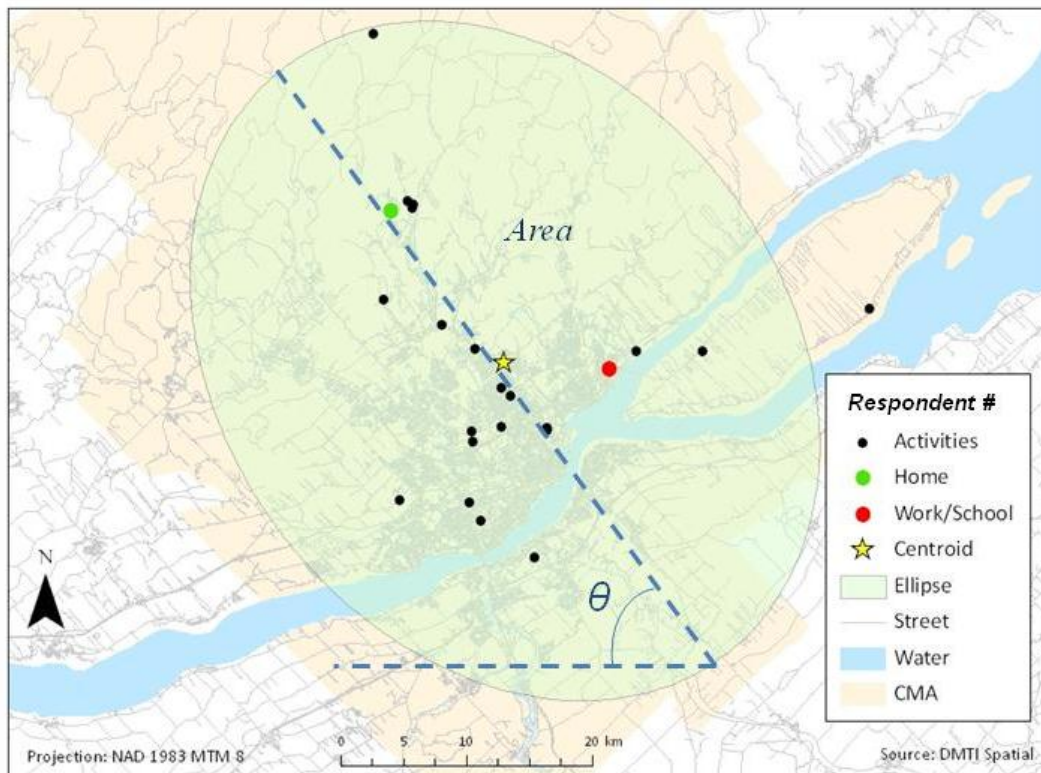 Area
Respondent #
Activities
Home
Work/School
Centroid
Ellipse
Street
Water
CMA
N
θ
0 5 10 20 km
Projection: NAD 1983 MTM 8
Source: DMTI Spatial